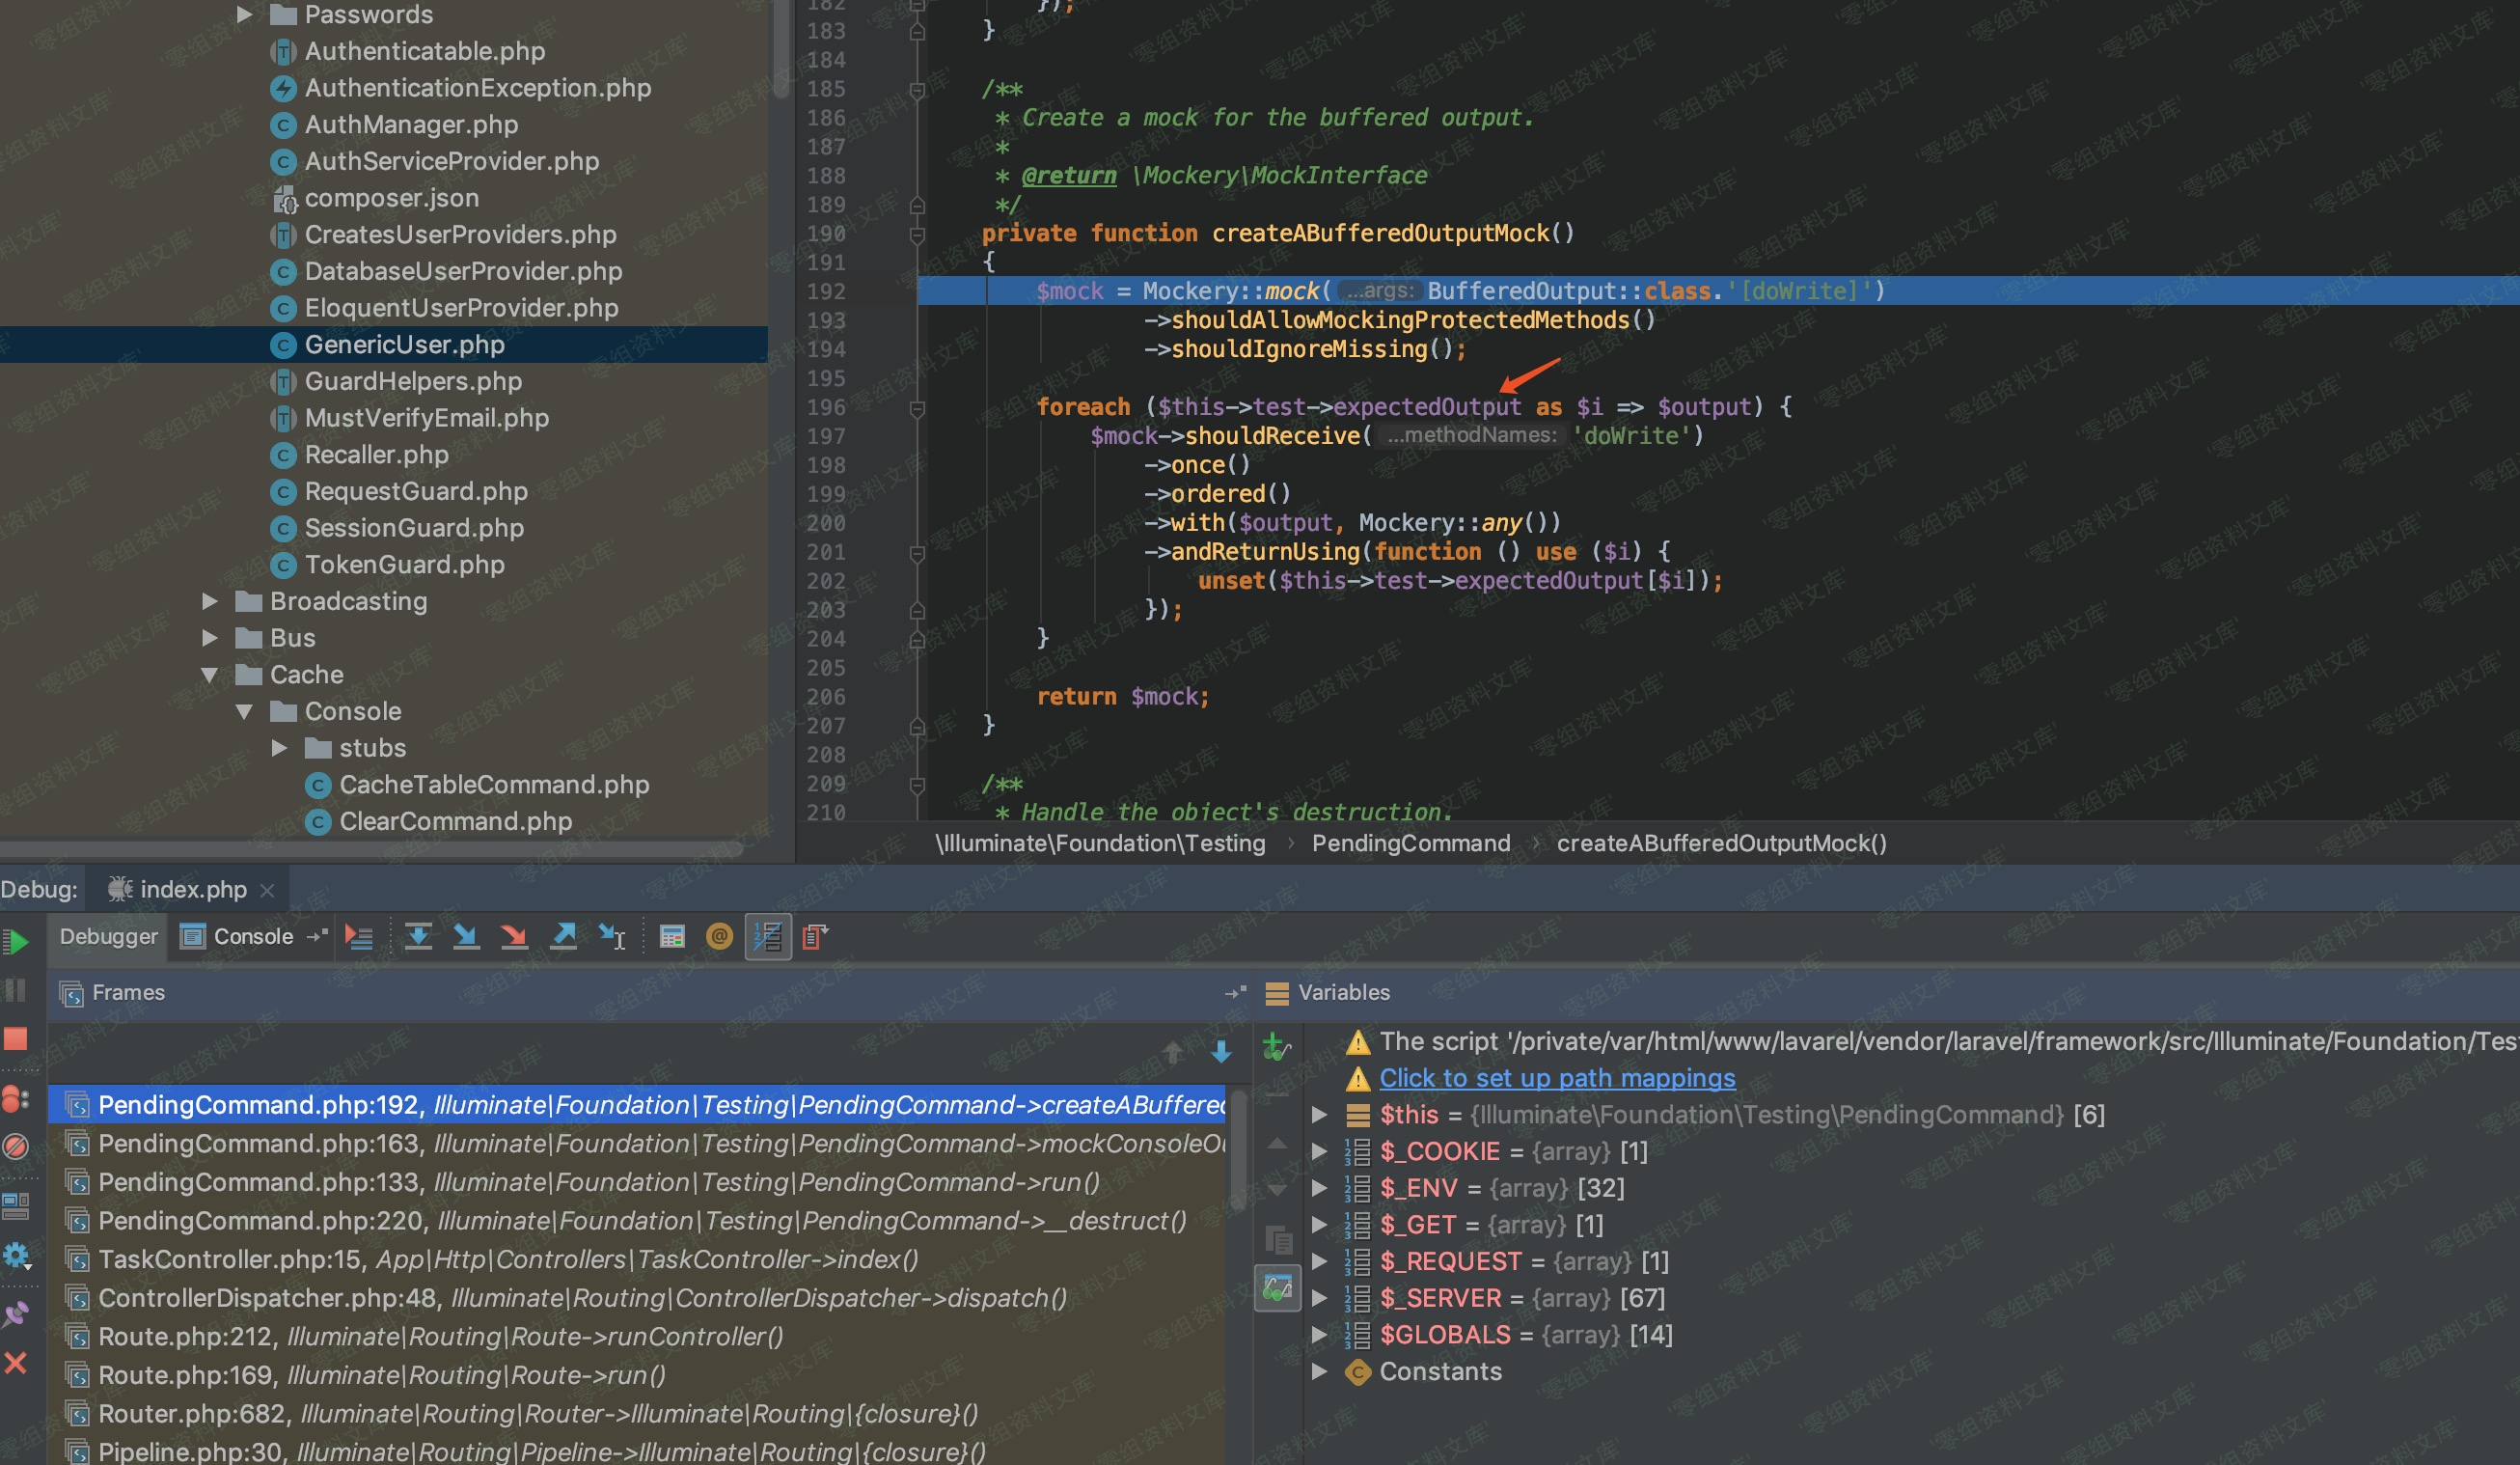 Passwords
Authenticatable.php
AuthenticationException.php
AuthManager.php
AuthServiceProvider.php
composer.json
CreatesUserProviders.php
DatabaseUserProvider.php
EloquentUserProvider.php
GenericUser.php
GuardHelpers.php
MustVerifyEmail.php
Recaller.php
RequestGuard.php
SessionGuard.php
TokenGuard.php
Broadcasting
Bus
Cache
Console
stubs
CacheTableCommand.php
ClearCommand.php
182 });
183 }
184
185 /**
186 * Create a mock for the buffered output.
187 *
188 * @return \Mockery\MockInterface
189 */
190 private function createABufferedOutputMock()
191 {
192 $mock = Mockery::mock( ...args: BufferedOutput::class.'[doWrite]')
193 ->shouldAllowMockingProtectedMethods()
194 ->shouldIgnoreMissing();
195
196 foreach ($this->test->expectedOutput as $i => $output) {
197 $mock->shouldReceive( ...methodNames: 'doWrite')
198 ->once()
199 ->ordered()
200 ->with($output, Mockery::any())
201 ->andReturnUsing(function () use ($i) {
202 unset($this->test->expectedOutput[$i]);
203 });
204 }
205
206 return $mock;
207 }
208
209 /**
210 * Handle the object's destruction.
\Illuminate\Foundation\Testing › PendingCommand › createABufferedOutputMock()
Debug: index.php
Debugger Console
Frames
PendingCommand.php:192, Illuminate\Foundation\Testing\PendingCommand->createABuffered
PendingCommand.php:163, Illuminate\Foundation\Testing\PendingCommand->mockConsoleOu
PendingCommand.php:133, Illuminate\Foundation\Testing\PendingCommand->run()
PendingCommand.php:220, Illuminate\Foundation\Testing\PendingCommand->__destruct()
TaskController.php:15, App\Http\Controllers\TaskController->index()
ControllerDispatcher.php:48, Illuminate\Routing\ControllerDispatcher->dispatch()
Route.php:212, Illuminate\Routing\Route->runController()
Route.php:169, Illuminate\Routing\Route->run()
Router.php:682, Illuminate\Routing\Router->Illuminate\Routing\{closure}()
Pipeline.php:30, Illuminate\Routing\Pipeline->Illuminate\Routing\{closure}()
Variables
The script '/private/var/html/www/lavarel/vendor/laravel/framework/src/Illuminate/Foundation/Tes
Click to set up path mappings
$this = {Illuminate\Foundation\Testing\PendingCommand} [6]
$_COOKIE = {array} [1]
$_ENV = {array} [32]
$_GET = {array} [1]
$_REQUEST = {array} [1]
$_SERVER = {array} [67]
$GLOBALS = {array} [14]
Constants
零组资料文库